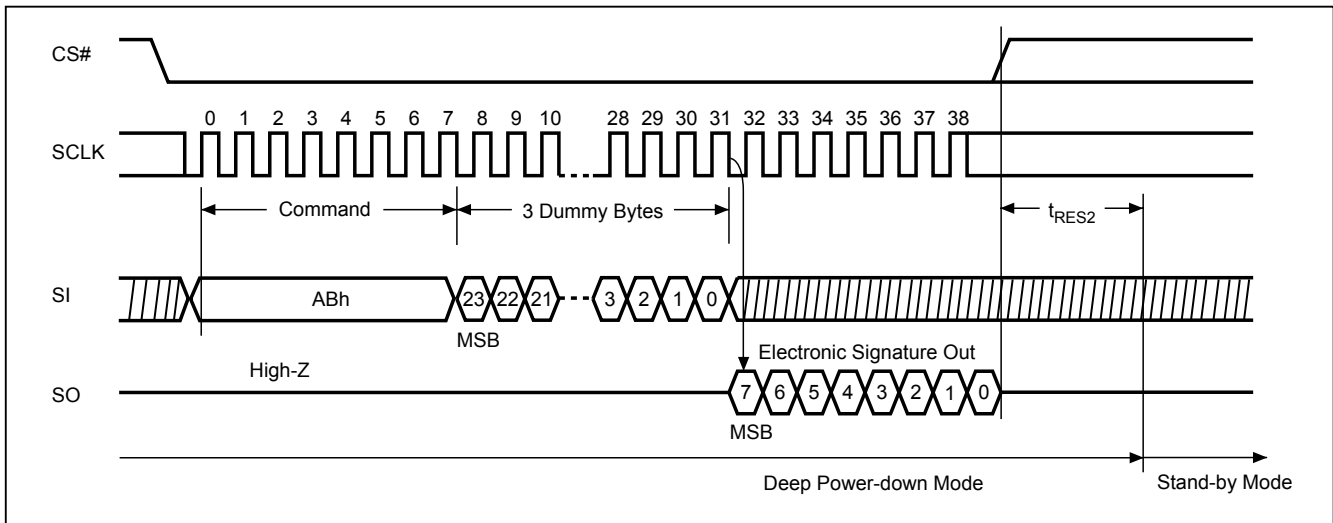 CS#
0 1 2 3 4 5 6 7 8 9 10 28 29 30 31 32 33 34 35 36 37 38
SCLK
Command
3 Dummy Bytes
tRES2
SI
ABh
23 22 21 3 2 1 0
MSB
Electronic Signature Out
High-Z
SO
7 6 5 4 3 2 1 0
MSB
Deep Power-down Mode
Stand-by Mode